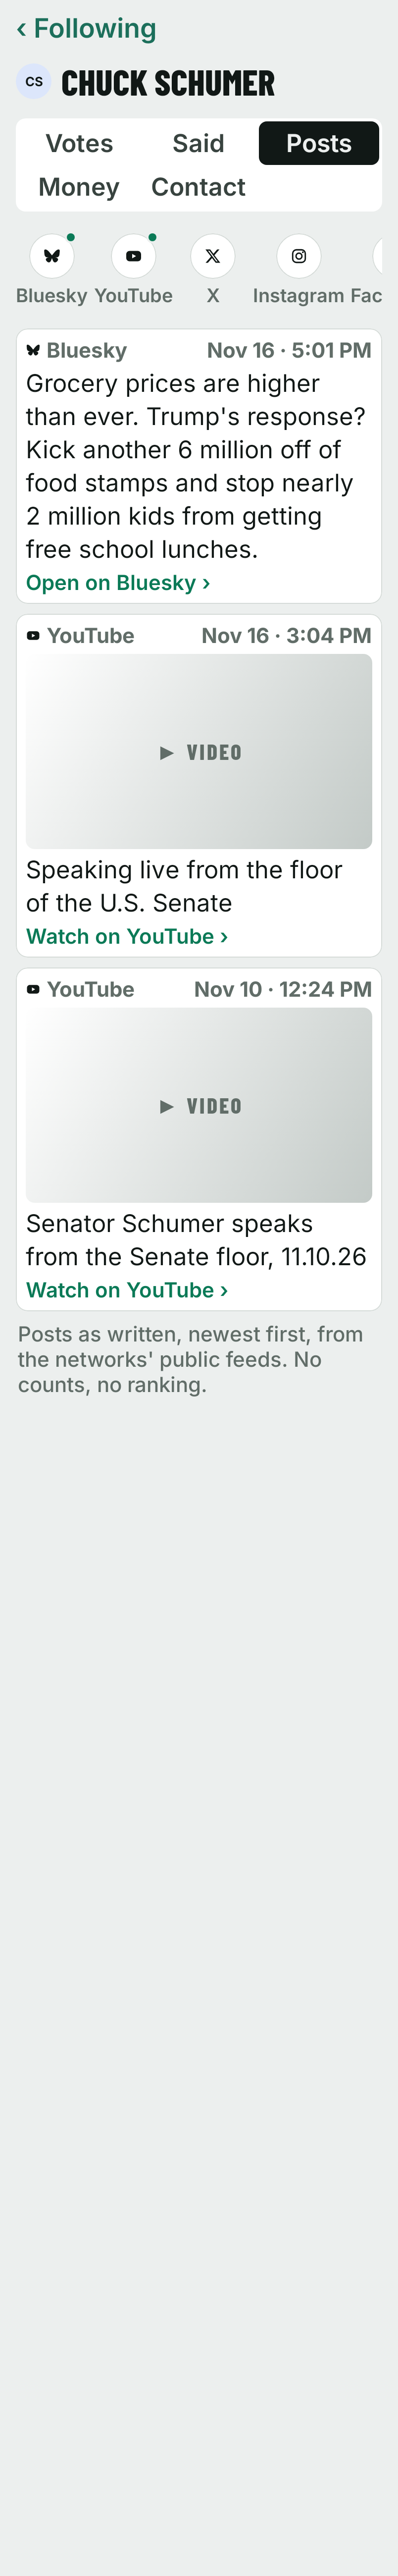 ‹ Following
CS CHUCK SCHUMER
Votes Said Posts
Money Contact
Bluesky YouTube X Instagram Fac
Bluesky Nov 16 · 5:01 PM
Grocery prices are higher
than ever. Trump's response?
Kick another 6 million off of
food stamps and stop nearly
2 million kids from getting
free school lunches.
Open on Bluesky ›
YouTube Nov 16 · 3:04 PM
▶ VIDEO
Speaking live from the floor
of the U.S. Senate
Watch on YouTube ›
YouTube Nov 10 · 12:24 PM
▶ VIDEO
Senator Schumer speaks
from the Senate floor, 11.10.26
Watch on YouTube ›
Posts as written, newest first, from
the networks' public feeds. No
counts, no ranking.